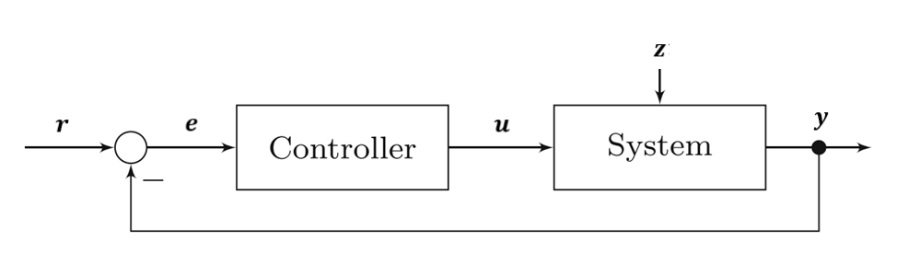 z
r
e
Controller
u
System
y
−